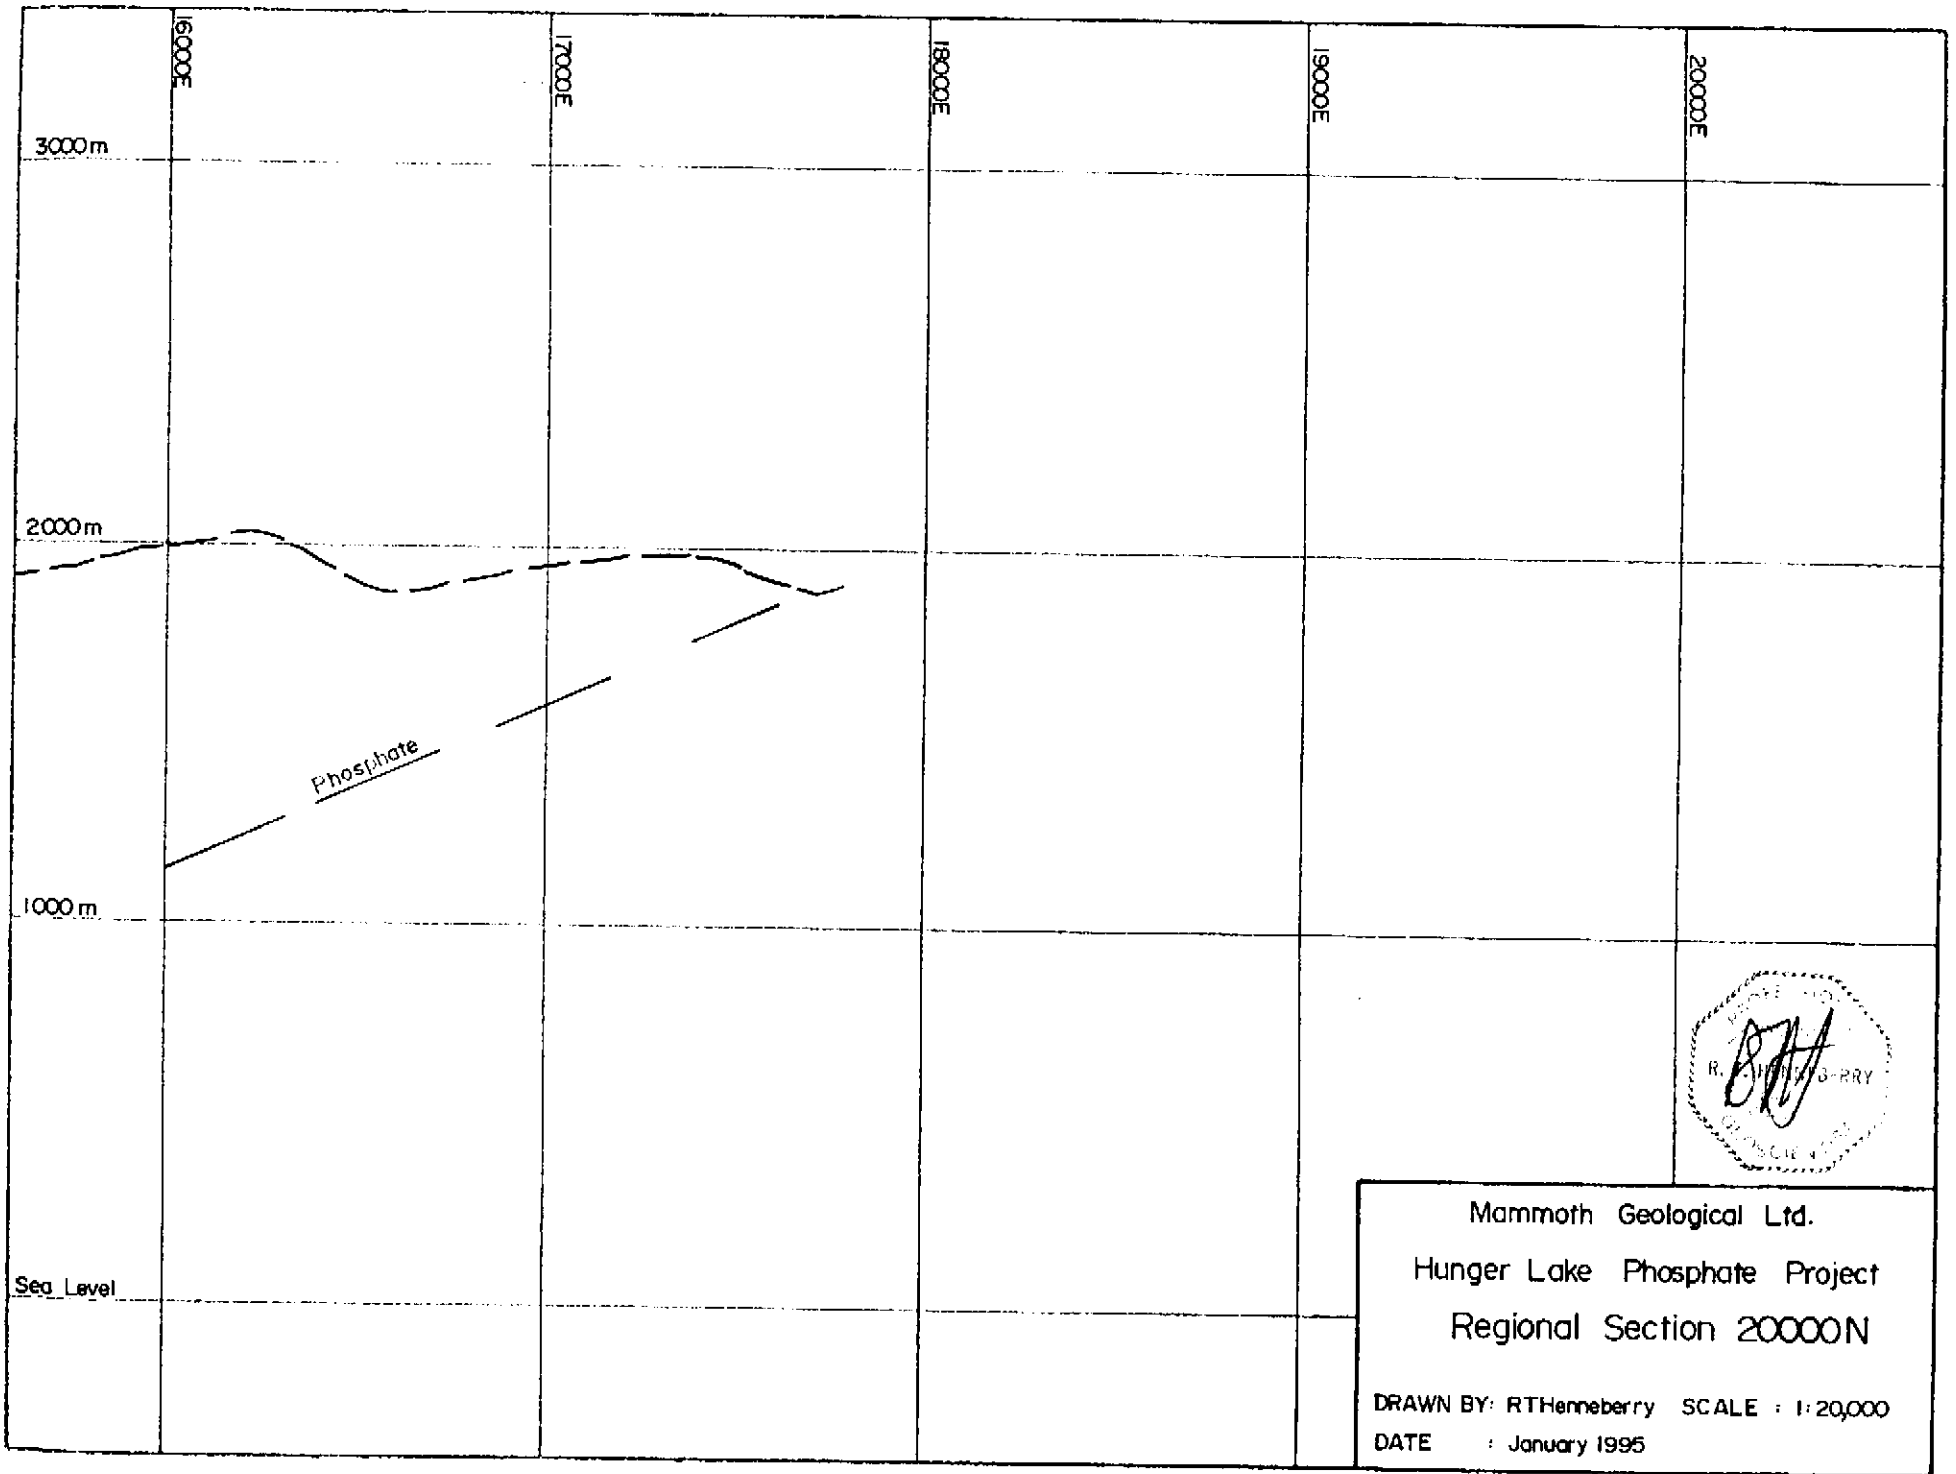 16000E
17000E
18000E
19000E
20000E
3000m
2000m
Phosphate
1000m
Sea Level
Mammoth Geological Ltd.
Hunger Lake Phosphate Project
Regional Section 20000N
DRAWN BY: RTHenneberry SCALE : 1:20,000
DATE : January 1995